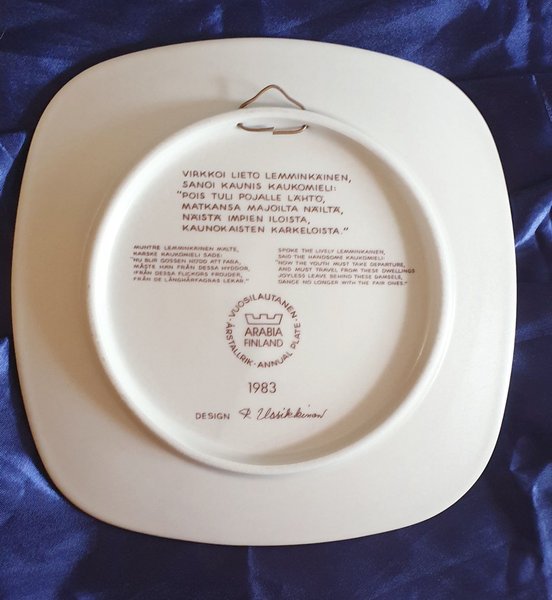 VIRKKOI LIETO LEMMINKÄINEN,
SANOI KAUNIS KAUKOMIELI:
"POIS TULI POJALLE LÄHTÖ,
MATKANSA MAJOILTA NÄILTÄ,
NÄISTÄ IMPIEN ILOISTA,
KAUNOKAISTEN KARKELOISTA."
MUNTRE LEMMINKÄINEN MÄLTE,
KARSKE KAUKOMIELI SADE:
"NU BLIR GOSSEN NÖDD ATT FARA,
MÅSTE HÄN FRÅN DESSA HYDDOR,
FRÅN DESSA FLICKORS FRÖJDER,
FRÅN DE LÅNGHÅRFAGRAS LEKAR."
SPOKE THE LIVELY LEMMINKAINEN,
SAID THE HANDSOME KAUKOMIELI:
"NOW THE YOUTH MUST TAKE DEPARTURE,
AND MUST TRAVEL FROM THESE DWELLINGS
JOYLESS LEAVE BEHIND THESE DAMSELS,
DANCE NO LONGER WITH THE FAIR ONES."
VUOSILAUTANEN · ANNUAL PLATE · ÅRSTALLRIK ·
ARABIA
FINLAND
1983
DESIGN R. Uosikkinen